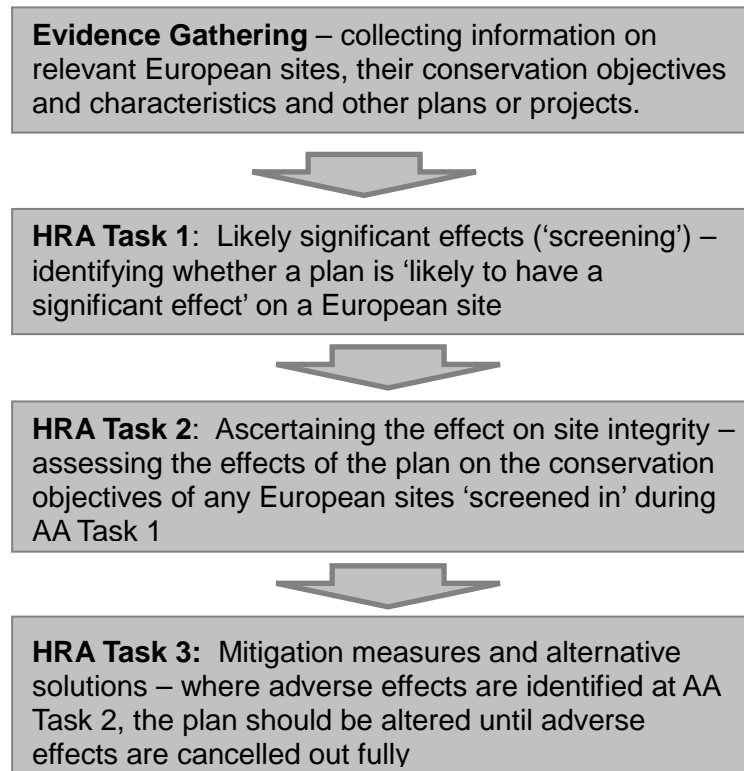 Evidence Gathering – collecting information on
relevant European sites, their conservation objectives
and characteristics and other plans or projects.
HRA Task 1:  Likely significant effects (‘screening’) –
identifying whether a plan is ‘likely to have a
significant effect’ on a European site
HRA Task 2:  Ascertaining the effect on site integrity –
assessing the effects of the plan on the conservation
objectives of any European sites ‘screened in’ during
AA Task 1
HRA Task 3:  Mitigation measures and alternative
solutions – where adverse effects are identified at AA
Task 2, the plan should be altered until adverse
effects are cancelled out fully